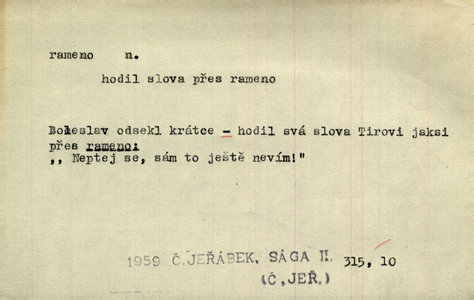 rameno n.
hodil slova přes rameno
Boleslav odsekl krátce - hodil svá slova Tirovi jaksi
přes rameno:
,, Neptej se, sám to ještě nevím!"
1959 Č.JEŘÁBEK, SÁGA II. 315, 10
(Č,JEŘ,)